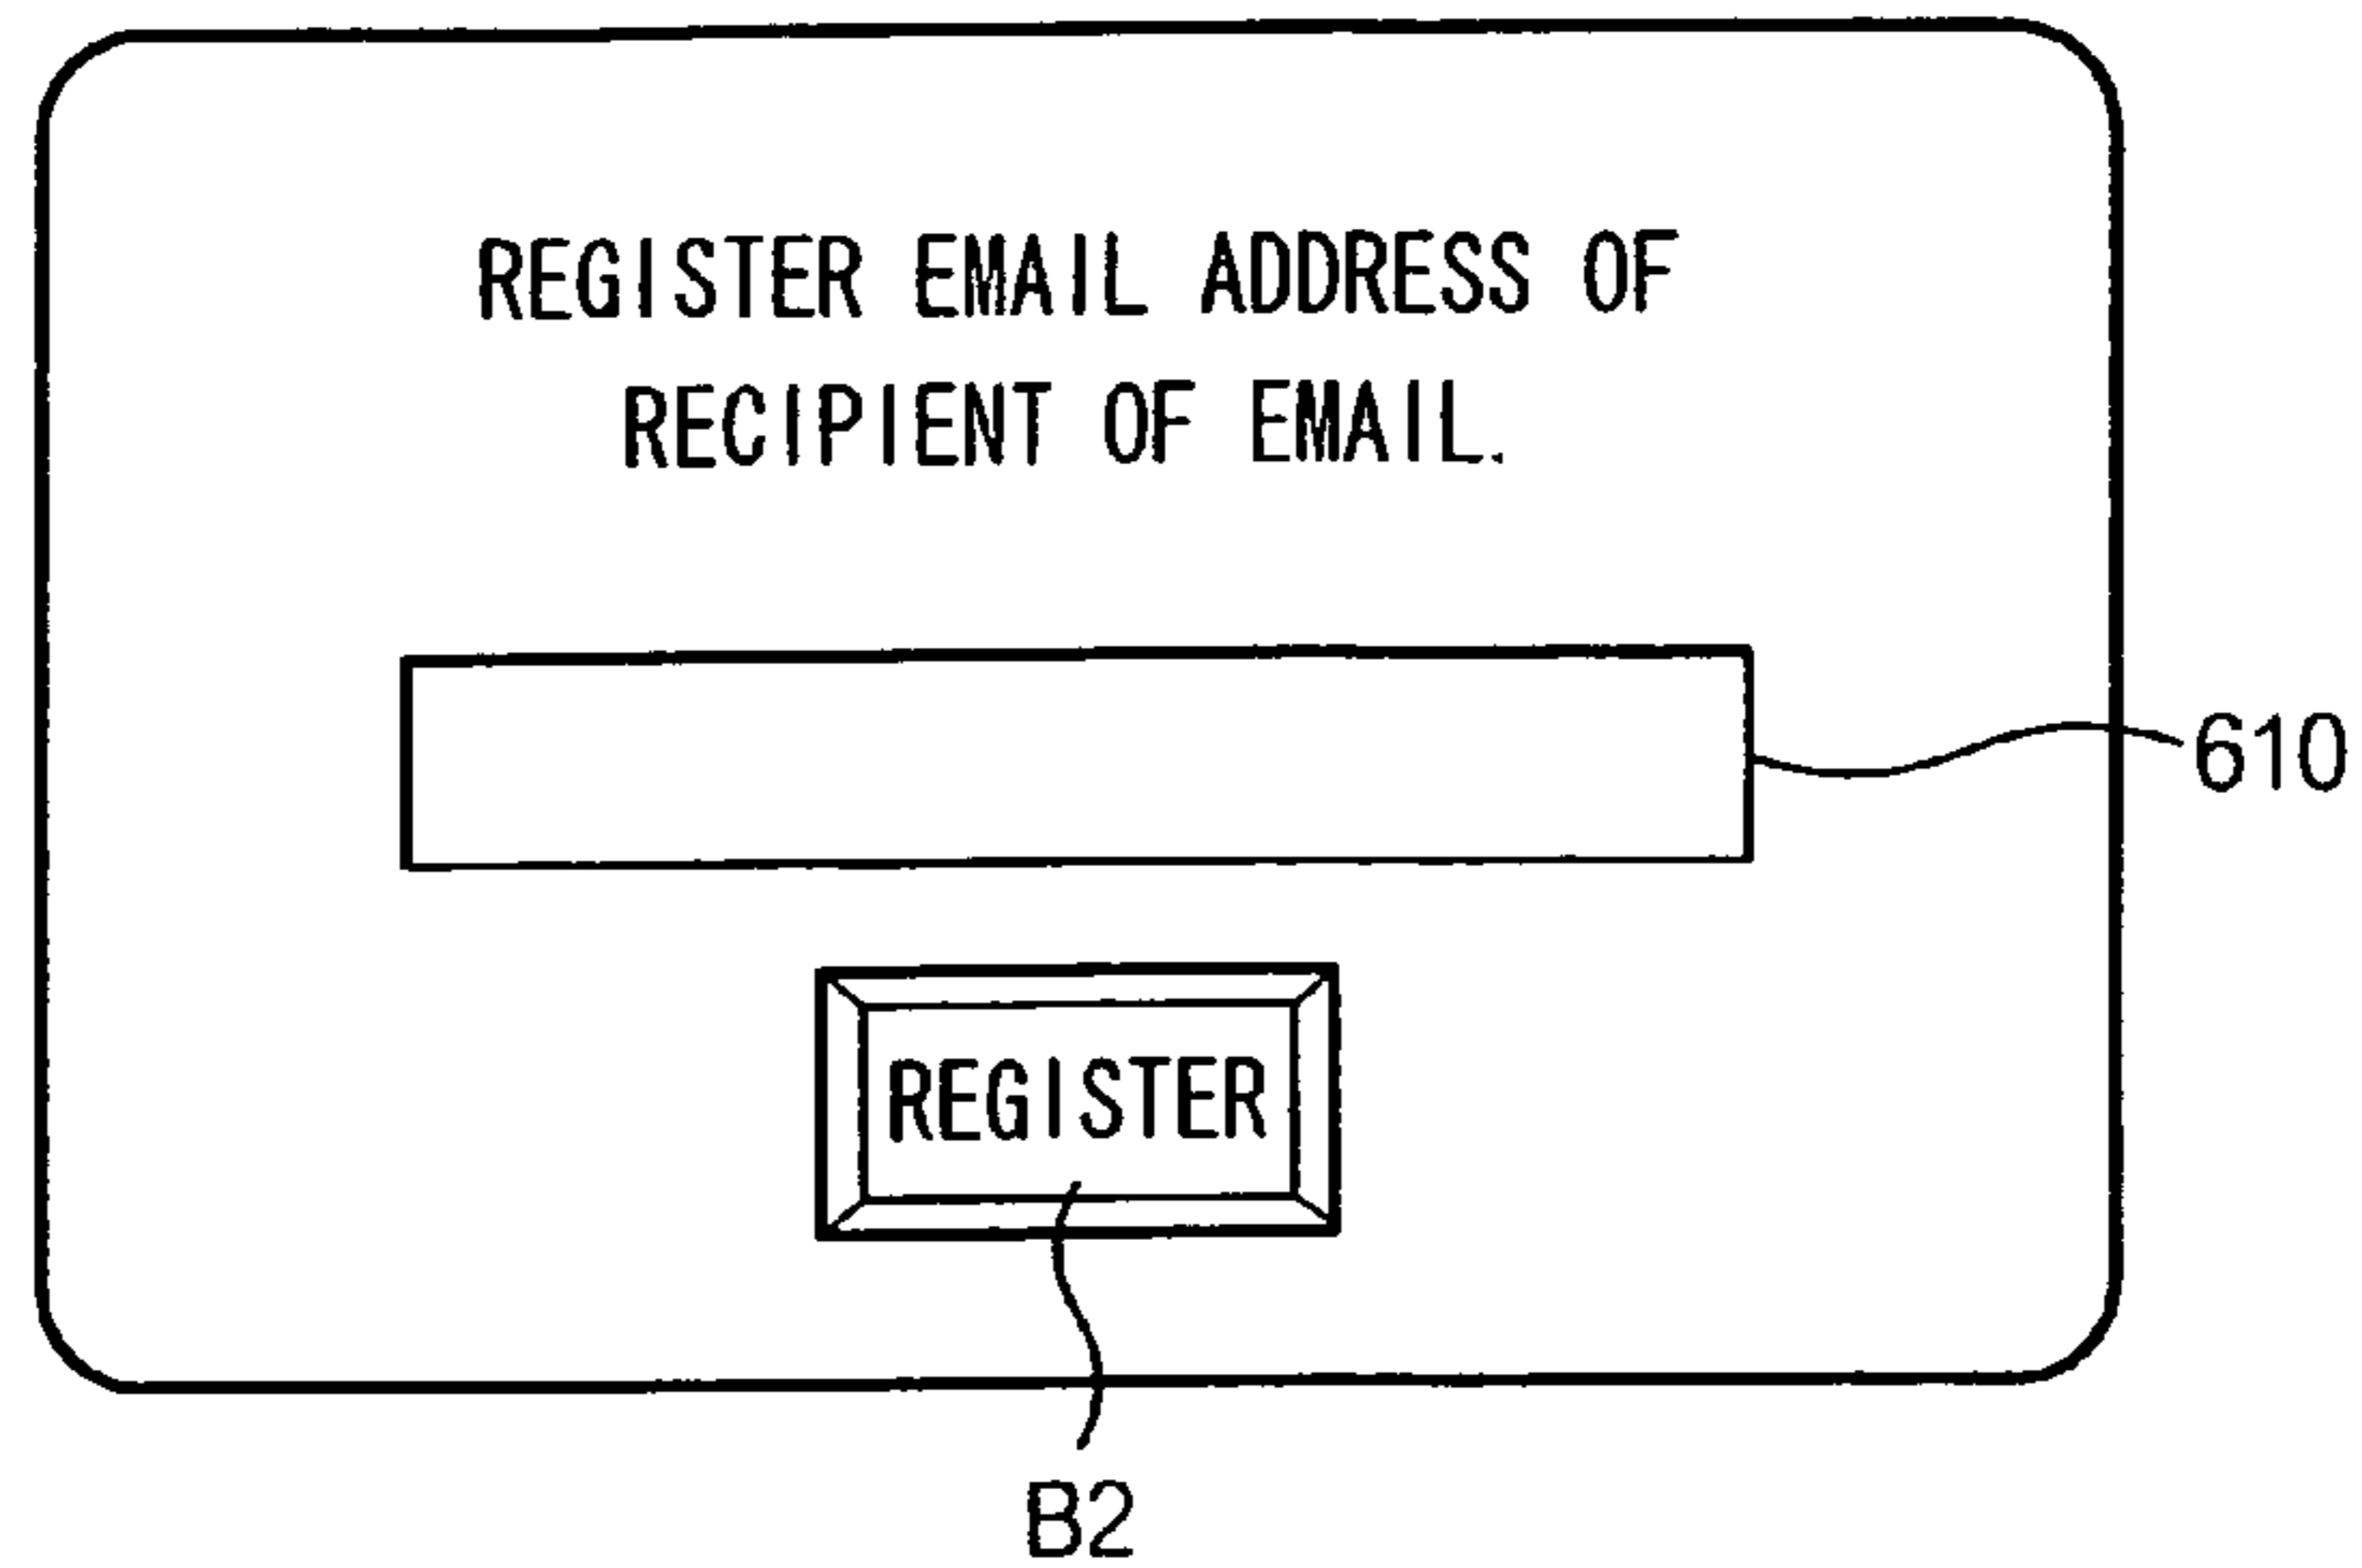 REGISTER EMAIL ADDRESS OF
RECIPIENT OF EMAIL.
610
REGISTER
B2